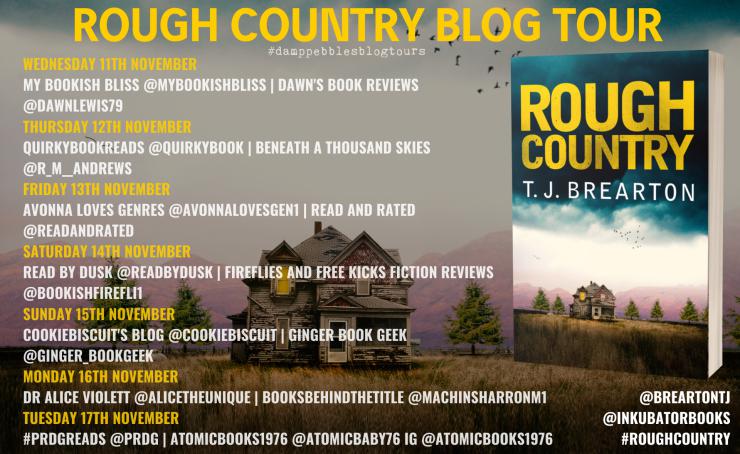 ROUGH COUNTRY BLOG TOUR
#damppebblesblogtours
WEDNESDAY 11TH NOVEMBER
MY BOOKISH BLISS @MYBOOKISHBLISS | DAWN'S BOOK REVIEWS
@DAWNLEWIS79
THURSDAY 12TH NOVEMBER
QUIRKYBOOKREADS @QUIRKYBOOK | BENEATH A THOUSAND SKIES
@R_M__ANDREWS
FRIDAY 13TH NOVEMBER
AVONNA LOVES GENRES @AVONNALOVESGEN1 | READ AND RATED
@READANDRATED
SATURDAY 14TH NOVEMBER
READ BY DUSK @READBYDUSK | FIREFLIES AND FREE KICKS FICTION REVIEWS
@BOOKISHFIREFLI1
SUNDAY 15TH NOVEMBER
COOKIEBISCUIT'S BLOG @COOKIEBISCUIT | GINGER BOOK GEEK
@GINGER_BOOKGEEK
MONDAY 16TH NOVEMBER
DR ALICE VIOLETT @ALICETHEUNIQUE | BOOKSBEHINDTHETITLE @MACHINSHARRONM1
TUESDAY 17TH NOVEMBER
#PRDGREADS @PRDG | ATOMICBOOKS1976 @ATOMICBABY76 IG @ATOMICBOOKS1976
ROUGH
COUNTRY
T. J. BREARTON
@BREARTONTJ
@INKUBATORBOOKS
#ROUGHCOUNTRY